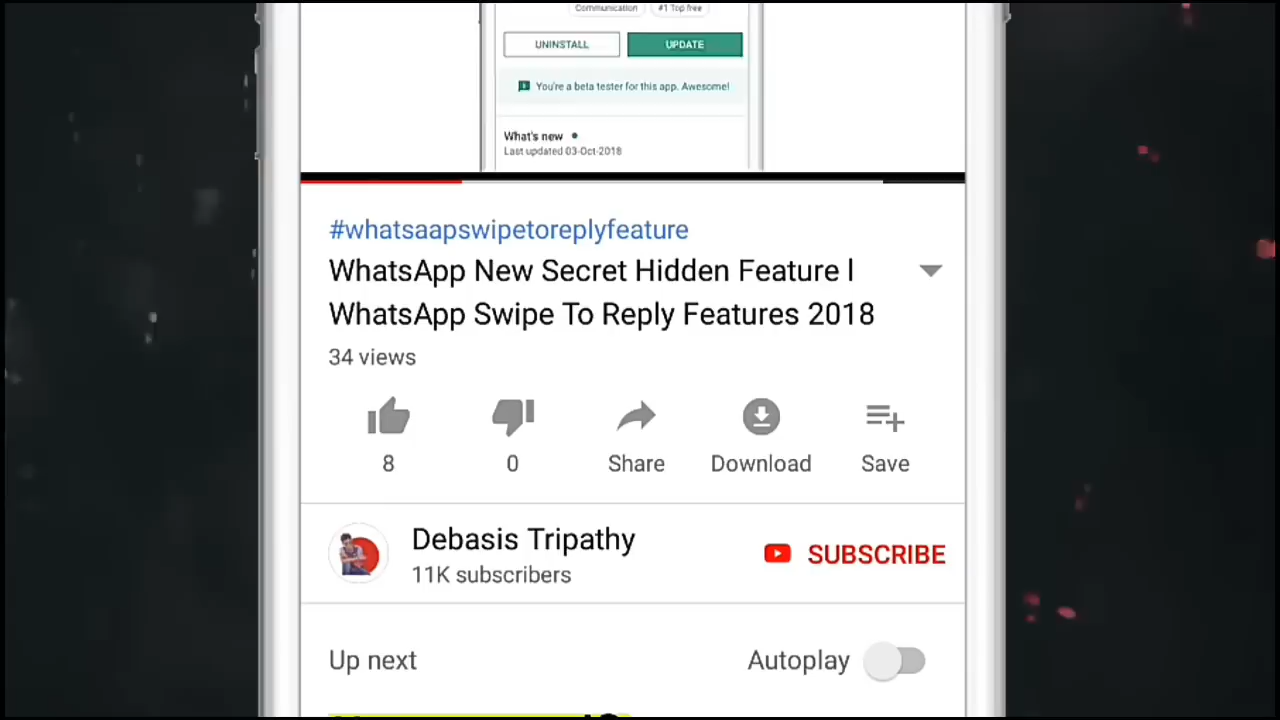 Communication #1 Top free
UNINSTALL UPDATE
You're a beta tester for this app. Awesome!
What's new
Last updated 03-Oct-2018
#whatsaapswipetoreplyfeature
WhatsApp New Secret Hidden Feature l
WhatsApp Swipe To Reply Features 2018
34 views
8 0 Share Download Save
Debasis Tripathy
11K subscribers
SUBSCRIBE
Up next Autoplay